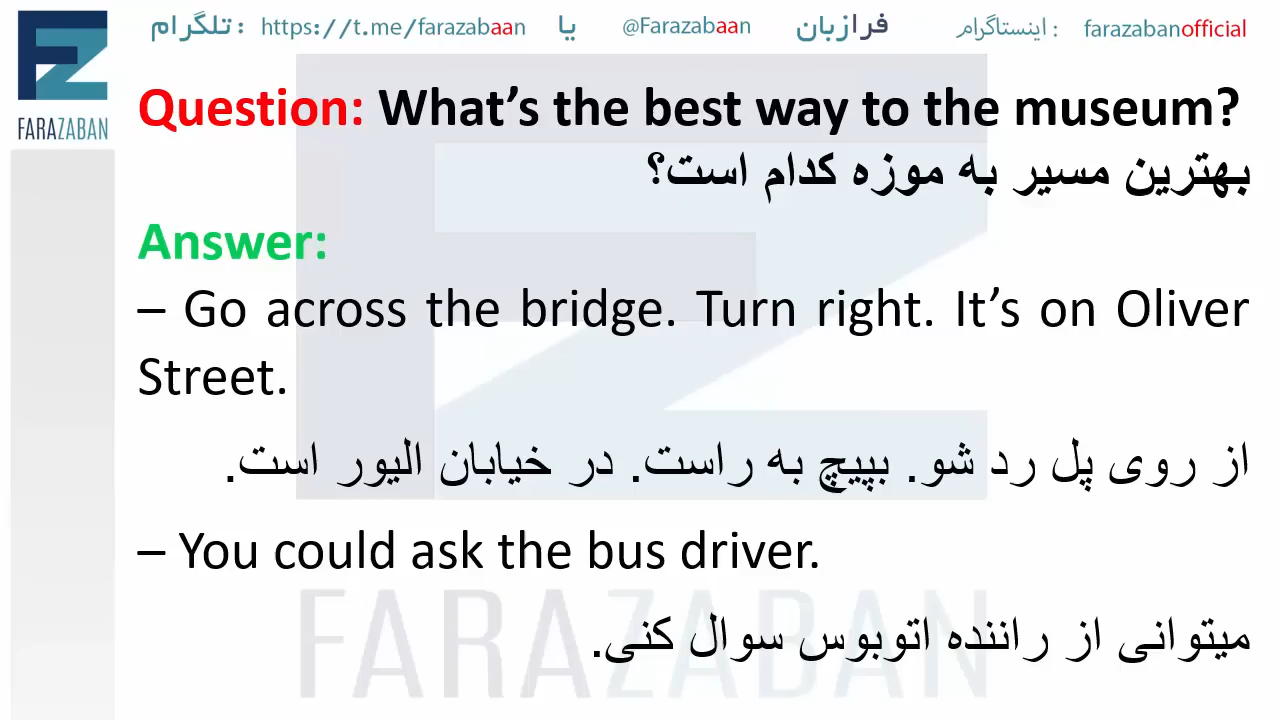 تلگرام : https://t.me/farazabaan یا @Farazabaan فرازبان اینستاگرام : farazabanofficial
FARAZABAN
Question: What’s the best way to the museum?
بهترین مسیر به موزه کدام است؟
Answer:
– Go across the bridge. Turn right. It’s on Oliver
Street.
از روی پل رد شو. بپیچ به راست. در خیابان الیور است.
– You could ask the bus driver.
میتوانی از راننده اتوبوس سوال کنی.
FARAZABAN